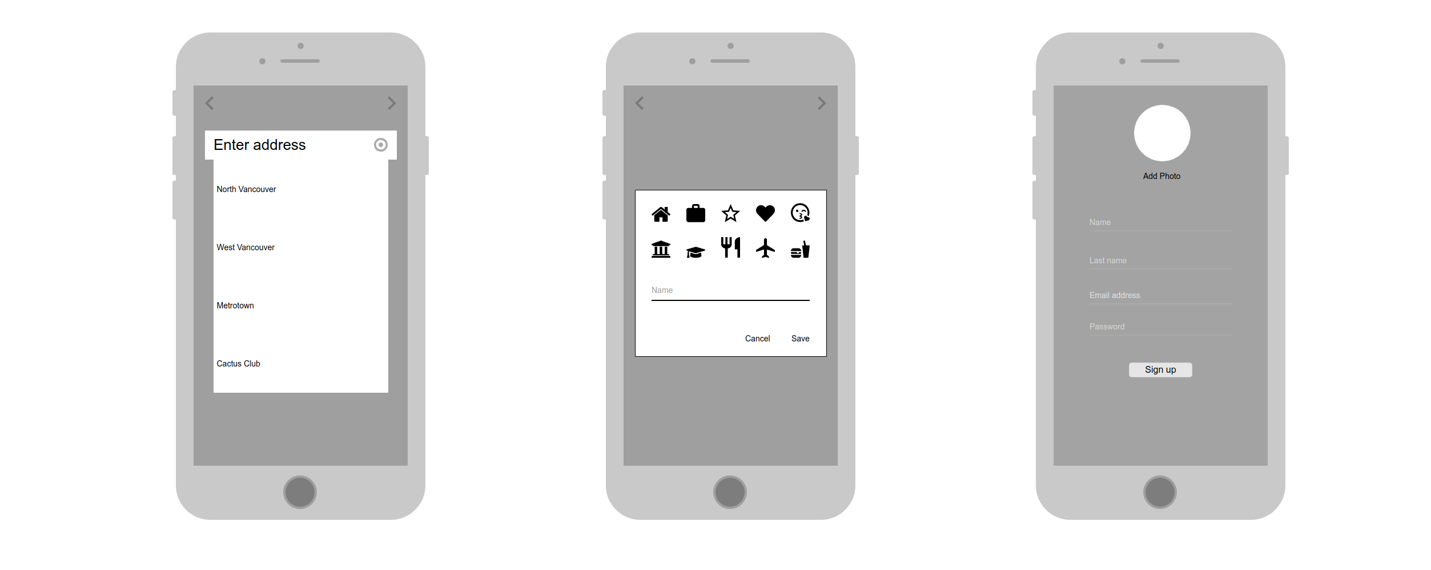 Enter address
North Vancouver
West Vancouver
Metrotown
Cactus Club
Name
Cancel Save
Add Photo
Name
Last name
Email address
Password
Sign up